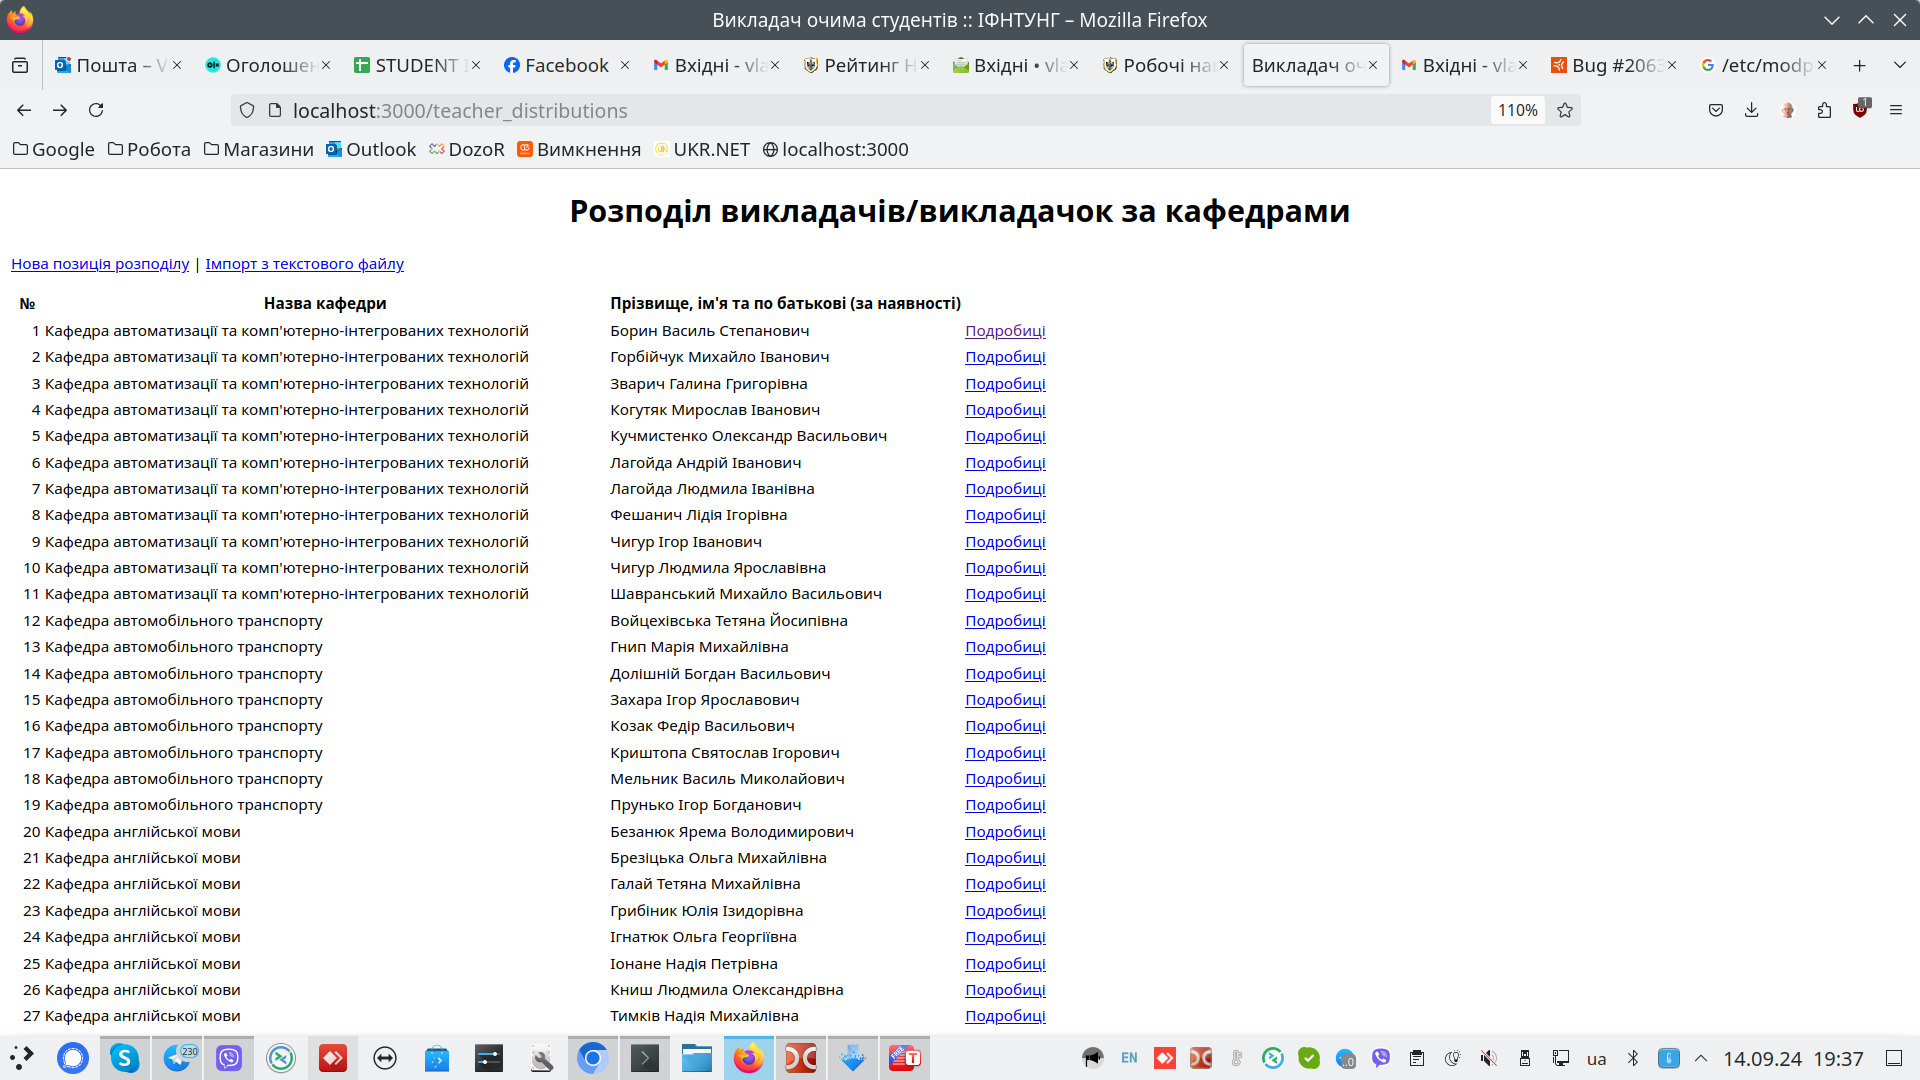 Викладач очима студентів :: ІФНТУНГ – Mozilla Firefox
Пошта – V
Оголошен
STUDENT I
Facebook
Вхідні - vla
Рейтинг Н
Вхідні • vla
Робочі на
Викладач оч
Вхідні - vla
Bug #2063
/etc/modp
localhost:3000/teacher_distributions
110%
1
Google
Робота
Магазини
Outlook
DozoR
Вимкнення
UKR.NET
localhost:3000
Розподіл викладачів/викладачок за кафедрами
Нова позиція розподілу | Імпорт з текстового файлу
№ Назва кафедри Прізвище, ім'я та по батькові (за наявності)
1 Кафедра автоматизації та комп'ютерно-інтегрованих технологій Борин Василь Степанович Подробиці
2 Кафедра автоматизації та комп'ютерно-інтегрованих технологій Горбійчук Михайло Іванович Подробиці
3 Кафедра автоматизації та комп'ютерно-інтегрованих технологій Зварич Галина Григорівна Подробиці
4 Кафедра автоматизації та комп'ютерно-інтегрованих технологій Когутяк Мирослав Іванович Подробиці
5 Кафедра автоматизації та комп'ютерно-інтегрованих технологій Кучмистенко Олександр Васильович Подробиці
6 Кафедра автоматизації та комп'ютерно-інтегрованих технологій Лагойда Андрій Іванович Подробиці
7 Кафедра автоматизації та комп'ютерно-інтегрованих технологій Лагойда Людмила Іванівна Подробиці
8 Кафедра автоматизації та комп'ютерно-інтегрованих технологій Фешанич Лідія Ігорівна Подробиці
9 Кафедра автоматизації та комп'ютерно-інтегрованих технологій Чигур Ігор Іванович Подробиці
10 Кафедра автоматизації та комп'ютерно-інтегрованих технологій Чигур Людмила Ярославівна Подробиці
11 Кафедра автоматизації та комп'ютерно-інтегрованих технологій Шавранський Михайло Васильович Подробиці
12 Кафедра автомобільного транспорту Войцехівська Тетяна Йосипівна Подробиці
13 Кафедра автомобільного транспорту Гнип Марія Михайлівна Подробиці
14 Кафедра автомобільного транспорту Долішній Богдан Васильович Подробиці
15 Кафедра автомобільного транспорту Захара Ігор Ярославович Подробиці
16 Кафедра автомобільного транспорту Козак Федір Васильович Подробиці
17 Кафедра автомобільного транспорту Криштопа Святослав Ігорович Подробиці
18 Кафедра автомобільного транспорту Мельник Василь Миколайович Подробиці
19 Кафедра автомобільного транспорту Прунько Ігор Богданович Подробиці
20 Кафедра англійської мови Безанюк Ярема Володимирович Подробиці
21 Кафедра англійської мови Брезіцька Ольга Михайлівна Подробиці
22 Кафедра англійської мови Галай Тетяна Михайлівна Подробиці
23 Кафедра англійської мови Грибіник Юлія Ізидорівна Подробиці
24 Кафедра англійської мови Ігнатюк Ольга Георгіївна Подробиці
25 Кафедра англійської мови Іонане Надія Петрівна Подробиці
26 Кафедра англійської мови Книш Людмила Олександрівна Подробиці
27 Кафедра англійської мови Тимків Надія Михайлівна Подробиці
230
EN
ua
14.09.24 19:37